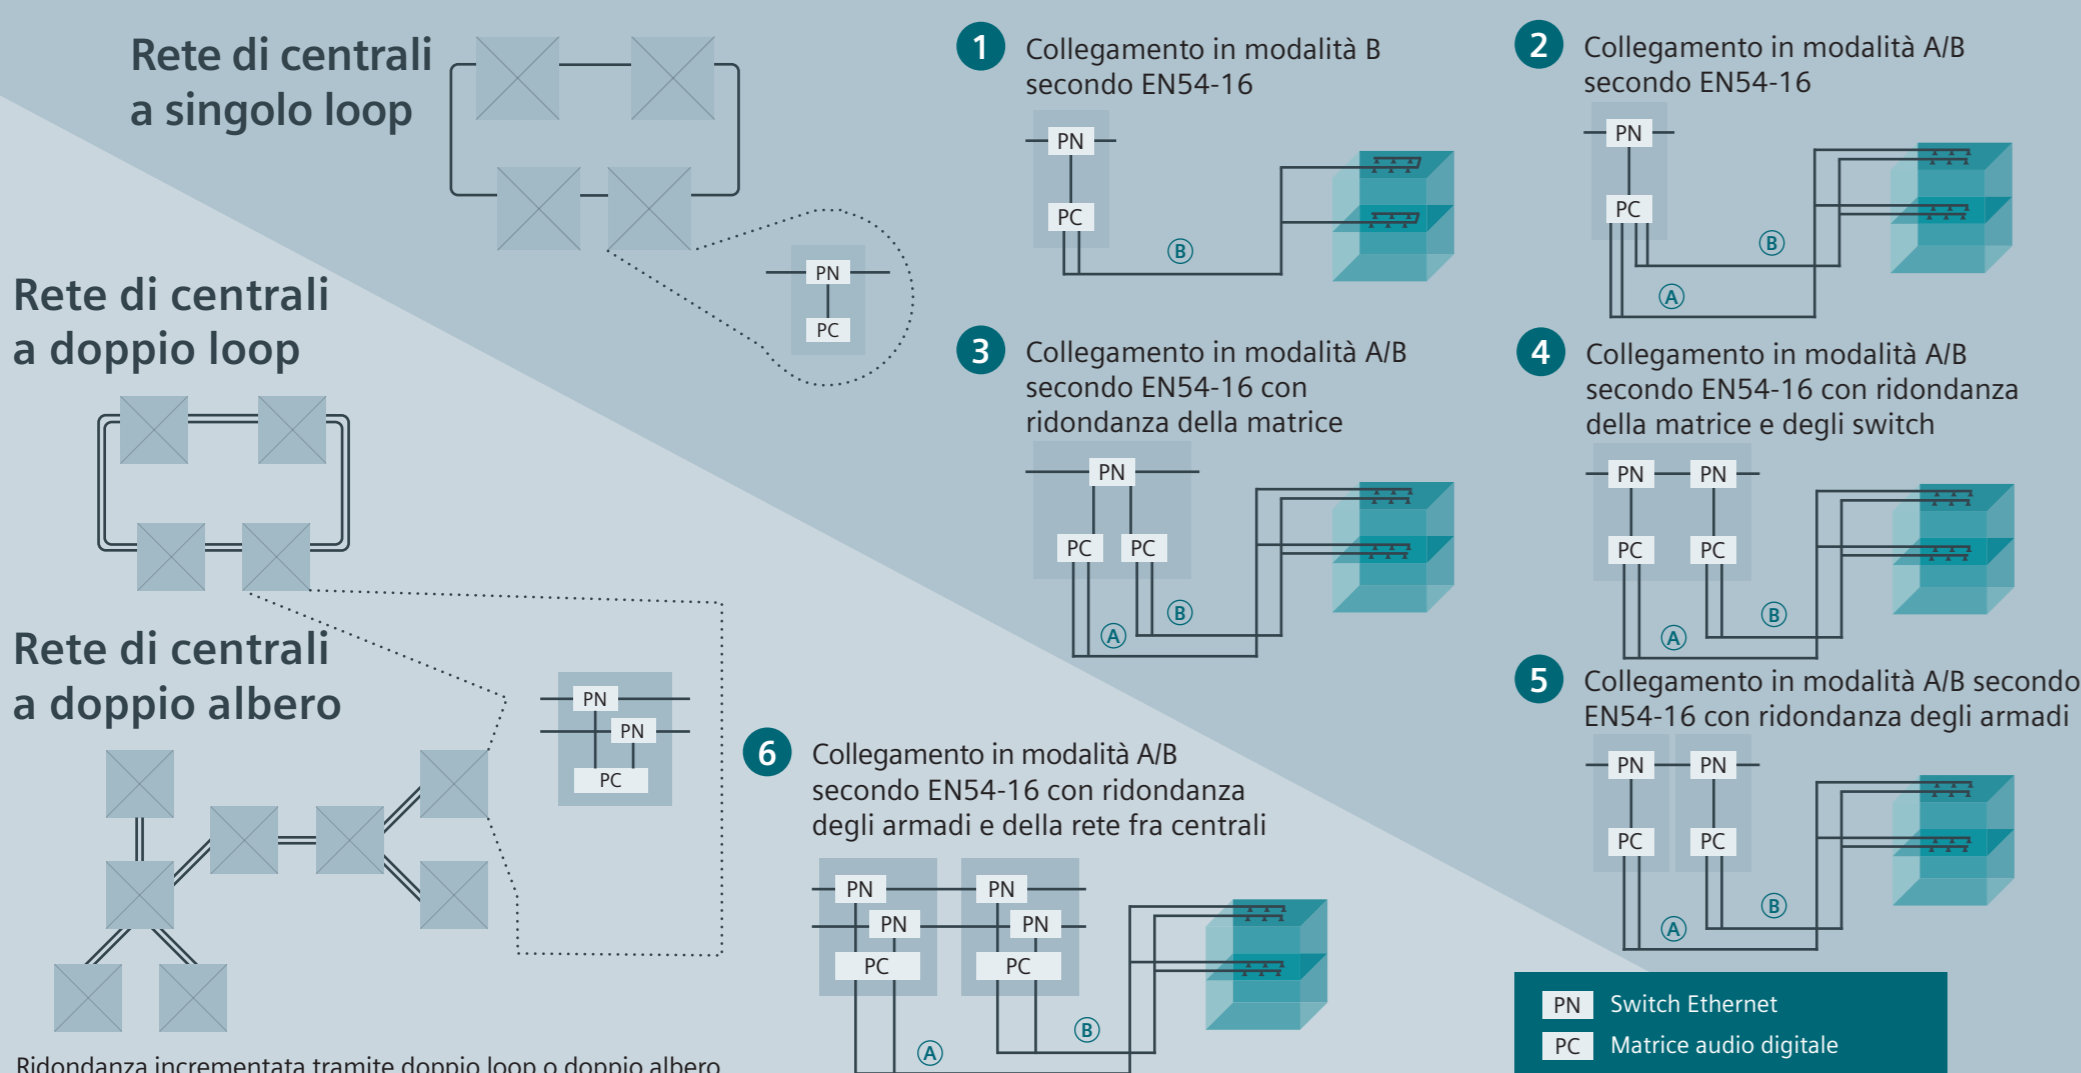 Rete di centrali
a singolo loop
PN
PC
Rete di centrali
a doppio loop
Rete di centrali
a doppio albero
PN
PN
PC
Ridondanza incrementata tramite doppio loop o doppio albero
1
Collegamento in modalità B
secondo EN54-16
PN
PC
B
2
Collegamento in modalità A/B
secondo EN54-16
PN
PC
B
A
3
Collegamento in modalità A/B
secondo EN54-16 con
ridondanza della matrice
PN
PC PC
B
A
4
Collegamento in modalità A/B
secondo EN54-16 con ridondanza
della matrice e degli switch
PN PN
PC PC
B
A
5
Collegamento in modalità A/B secondo
EN54-16 con ridondanza degli armadi
PN PN
PC PC
B
A
6
Collegamento in modalità A/B
secondo EN54-16 con ridondanza
degli armadi e della rete fra centrali
PN PN
PN PN
PC PC
B
A
PN Switch Ethernet
PC Matrice audio digitale